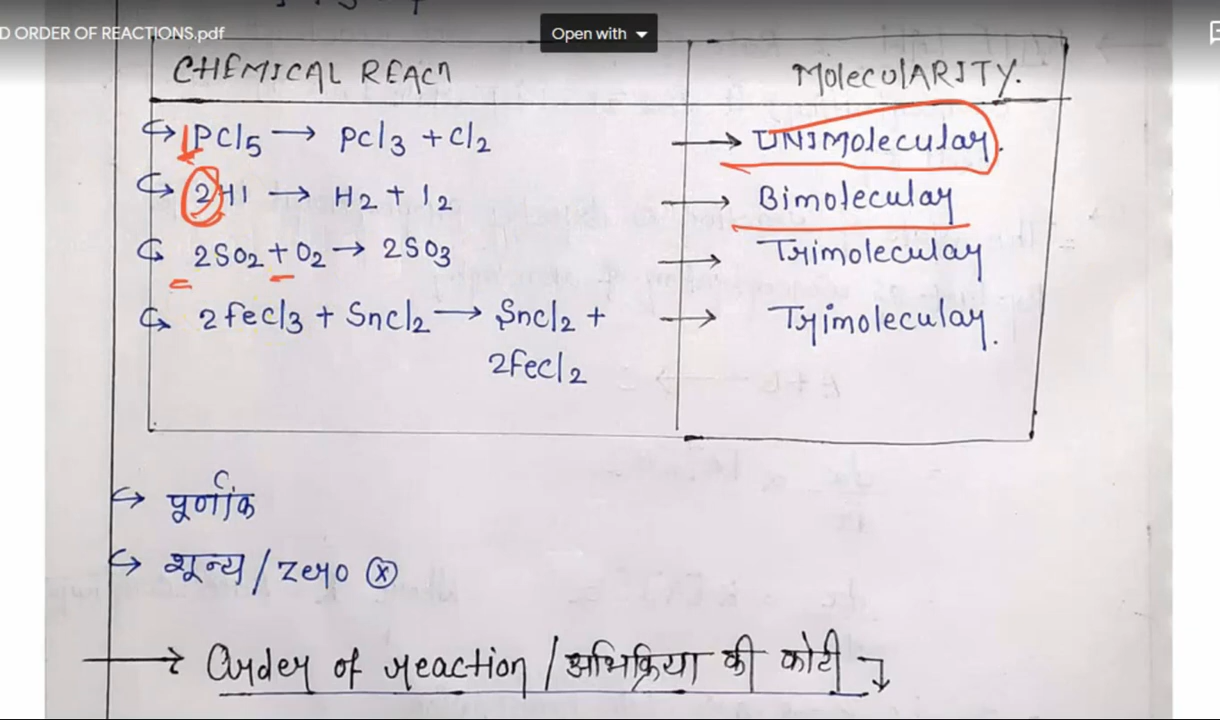 D ORDER OF REACTIONS.pdf
Open with
CHEMICAL REACn MolecuLARITY.
↪ 1PCl5 → PCl3 + Cl2 → UNIMolecular.
↪ 2HI → H2 + I2 → Bimolecular
↪ 2SO2 + O2 → 2SO3 → Trimolecular
↪ 2FeCl3 + SnCl2 → SnCl2 + → Trimolecular.
2FeCl2
↪ पूर्णांक
↪ शून्य / zero ⓧ
→ Order of reaction / अभिक्रिया की कोटी